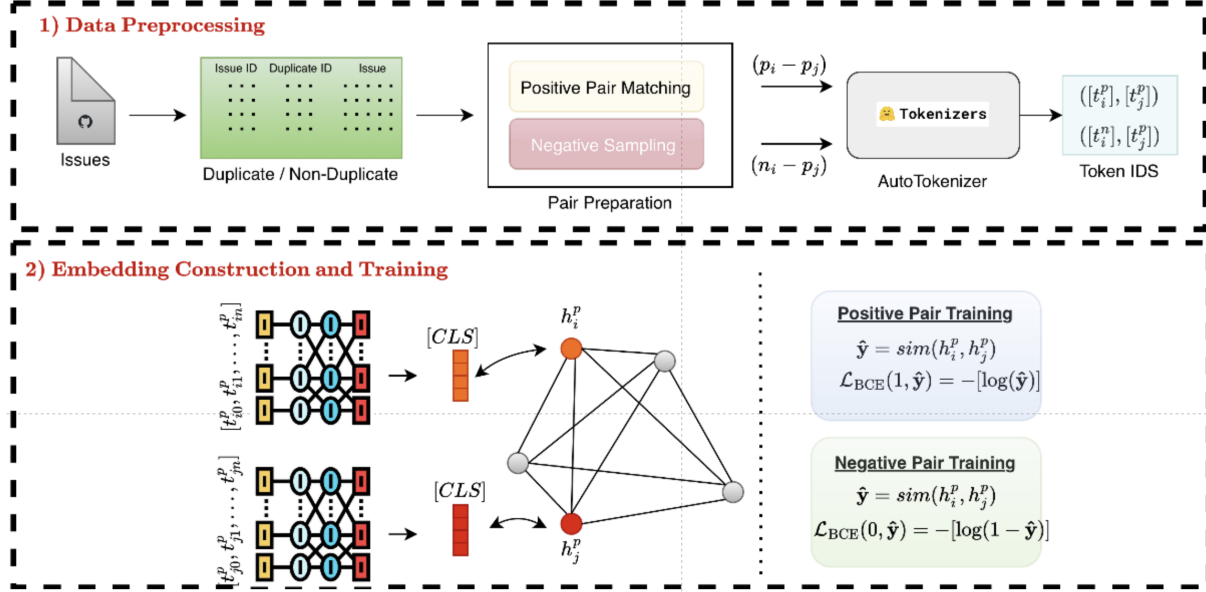 1) Data Preprocessing
Issue ID Duplicate ID Issue
Issues
Duplicate / Non-Duplicate
Positive Pair Matching
Negative Sampling
Pair Preparation
(p_i − p_j)
(n_i − p_j)
🤗 Tokenizers
AutoTokenizer
([t_i^p], [t_j^p])
([t_i^n], [t_j^p])
Token IDS
2) Embedding Construction and Training
[t_{i0}^p, t_{i1}^p, ..., t_{in}^p]
[CLS]
h_i^p
[t_{j0}^p, t_{j1}^p, ..., t_{jn}^p]
[CLS]
h_j^p
Positive Pair Training
ŷ = sim(h_i^p, h_j^p)
ℒ_BCE(1, ŷ) = −[log(ŷ)]
Negative Pair Training
ŷ = sim(h_i^p, h_j^p)
ℒ_BCE(0, ŷ) = −[log(1 − ŷ)]